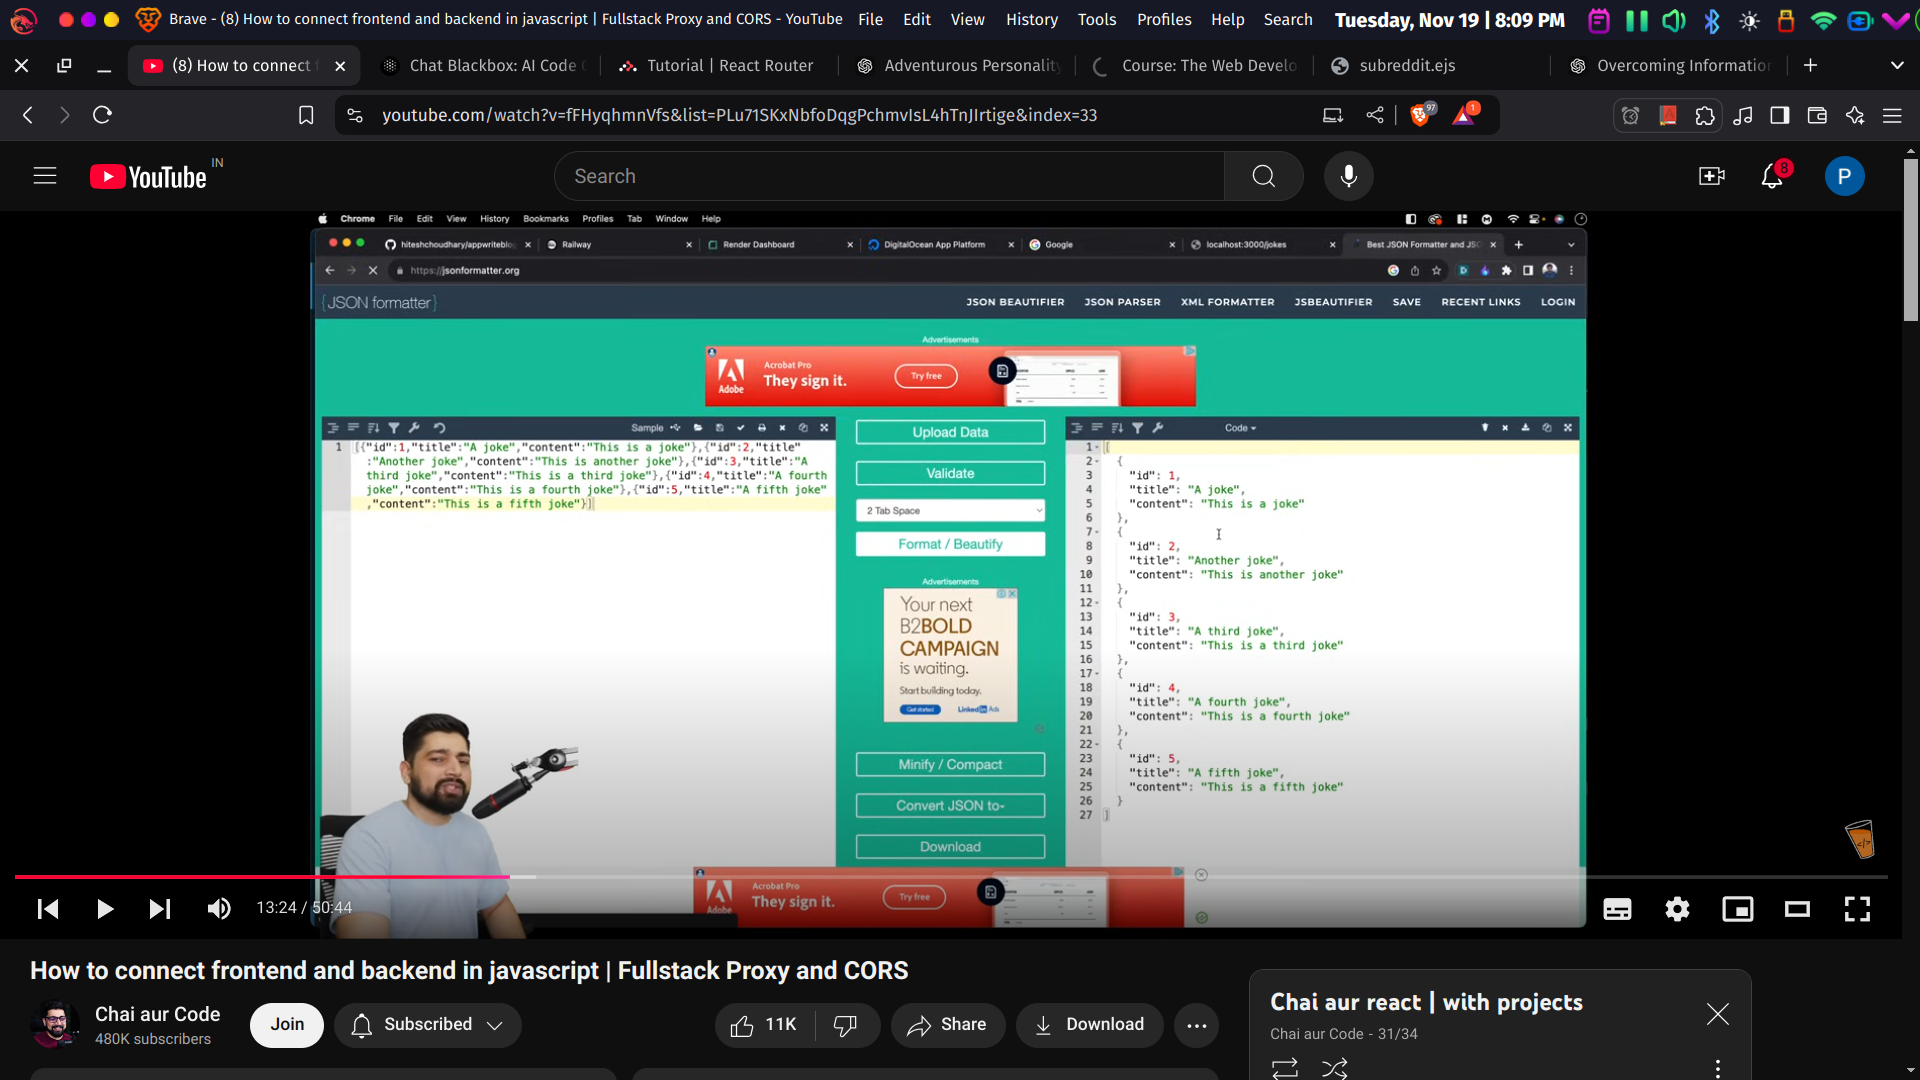 Brave - (8) How to connect frontend and backend in javascript | Fullstack Proxy and CORS - YouTube File Edit View History Tools Profiles Help Search Tuesday, Nov 19 | 8:09 PM
(8) How to connect Chat Blackbox: AI Code Tutorial | React Router Adventurous Personality Course: The Web Develo subreddit.ejs Overcoming Informatio
youtube.com/watch?v=fFHyqhmnVfs&list=PLu71SKxNbfoDqgPchmvIsL4hTnJIrtige&index=33 97 1
YouTube IN Search 8 P
Chrome File Edit View History Bookmarks Profiles Tab Window Help
hiteshchoudhary/appwriteblo Railway Render Dashboard DigitalOcean App Platform Google localhost:3000/jokes Best JSON Formatter and JSO
https://jsonformatter.org
{JSON formatter} JSON BEAUTIFIER JSON PARSER XML FORMATTER JSBEAUTIFIER SAVE RECENT LINKS LOGIN
Advertisements
Adobe Acrobat Pro
They sign it. Try free
Sample
1 [{"id":1,"title":"A joke","content":"This is a joke"},{"id":2,"title"
:"Another joke","content":"This is another joke"},{"id":3,"title":"A
third joke","content":"This is a third joke"},{"id":4,"title":"A fourth
joke","content":"This is a fourth joke"},{"id":5,"title":"A fifth joke"
,"content":"This is a fifth joke"}]
Upload Data
Validate
2 Tab Space
Format / Beautify
Advertisements
Your next
B2BOLD
CAMPAIGN
is waiting.
Start building today.
Get started LinkedIn Ads
Minify / Compact
Convert JSON to
Download
Code
1 [
2 {
3 "id": 1,
4 "title": "A joke",
5 "content": "This is a joke"
6 },
7 {
8 "id": 2,
9 "title": "Another joke",
10 "content": "This is another joke"
11 },
12 {
13 "id": 3,
14 "title": "A third joke",
15 "content": "This is a third joke"
16 },
17 {
18 "id": 4,
19 "title": "A fourth joke",
20 "content": "This is a fourth joke"
21 },
22 {
23 "id": 5,
24 "title": "A fifth joke",
25 "content": "This is a fifth joke"
26 }
27 ]
Adobe Acrobat Pro
They sign it. Try free
13:24 / 50:44
How to connect frontend and backend in javascript | Fullstack Proxy and CORS
Chai aur Code
480K subscribers
Join Subscribed 11K Share Download
Chai aur react | with projects
Chai aur Code - 31/34